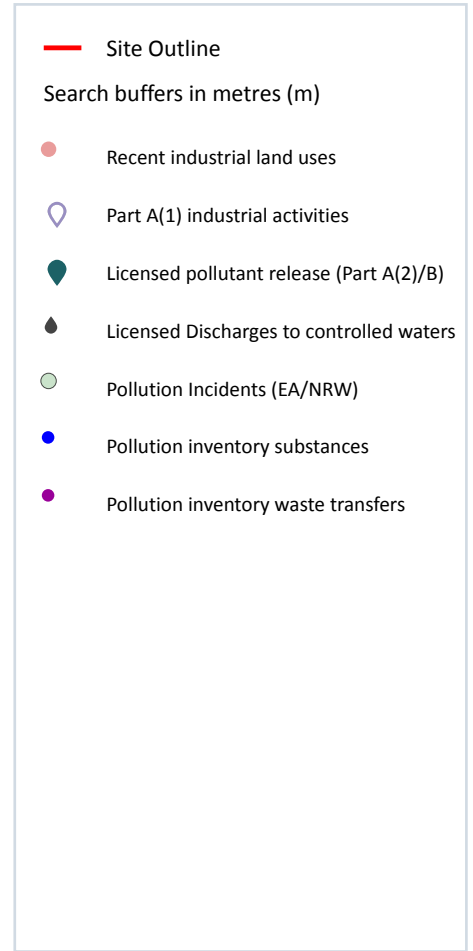 Site Outline
Search buffers in metres (m)
Recent industrial land uses
Part A(1) industrial activities
Licensed pollutant release (Part A(2)/B)
Licensed Discharges to controlled waters
Pollution Incidents (EA/NRW)
Pollution inventory substances
Pollution inventory waste transfers